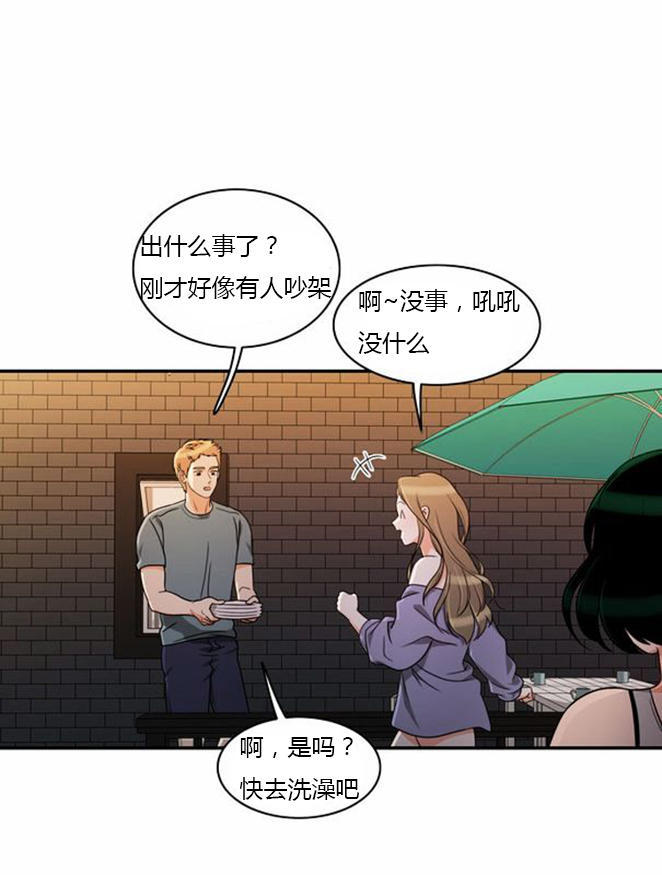 出什么事了？
刚才好像有人吵架
啊~没事，吼吼
没什么
啊，是吗？
快去洗澡吧